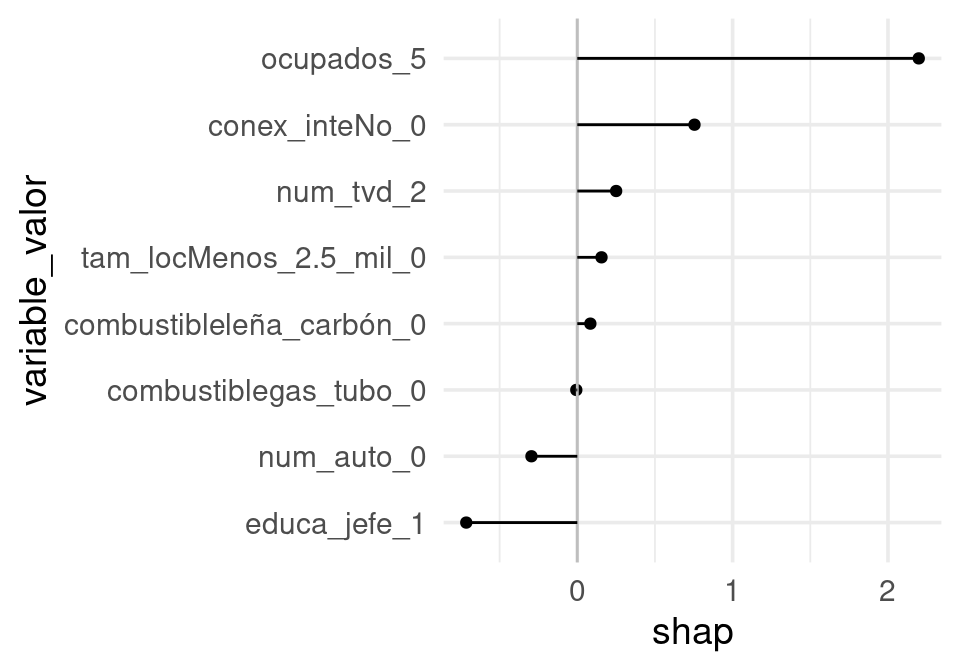 ocupados_5
conex_inteNo_0
num_tvd_2
tam_locMenos_2.5_mil_0
combustibleleña_carbón_0
combustiblegas_tubo_0
num_auto_0
educa_jefe_1
variable_valor
0 1 2
shap